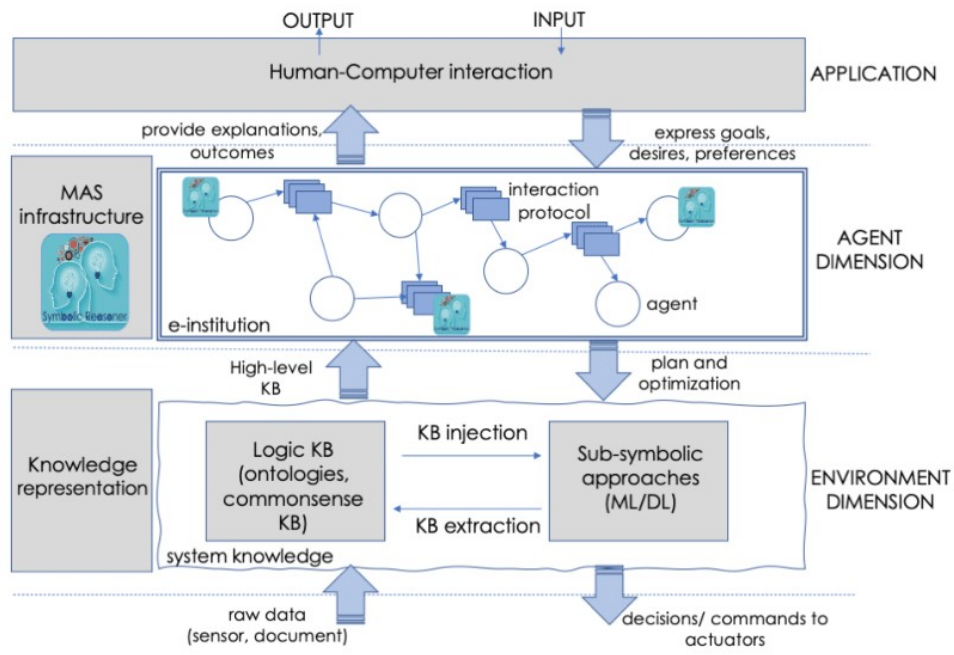 OUTPUT
INPUT
Human-Computer interaction
APPLICATION
provide explanations,
outcomes
express goals,
desires, preferences
MAS
infrastructure
Symbolic Reasoner
interaction
protocol
agent
e-institution
AGENT
DIMENSION
High-level
KB
plan and
optimization
Knowledge
representation
Logic KB
(ontologies,
commonsense
KB)
KB injection
KB extraction
Sub-symbolic
approaches
(ML/DL)
system knowledge
ENVIRONMENT
DIMENSION
raw data
(sensor, document)
decisions/ commands to
actuators